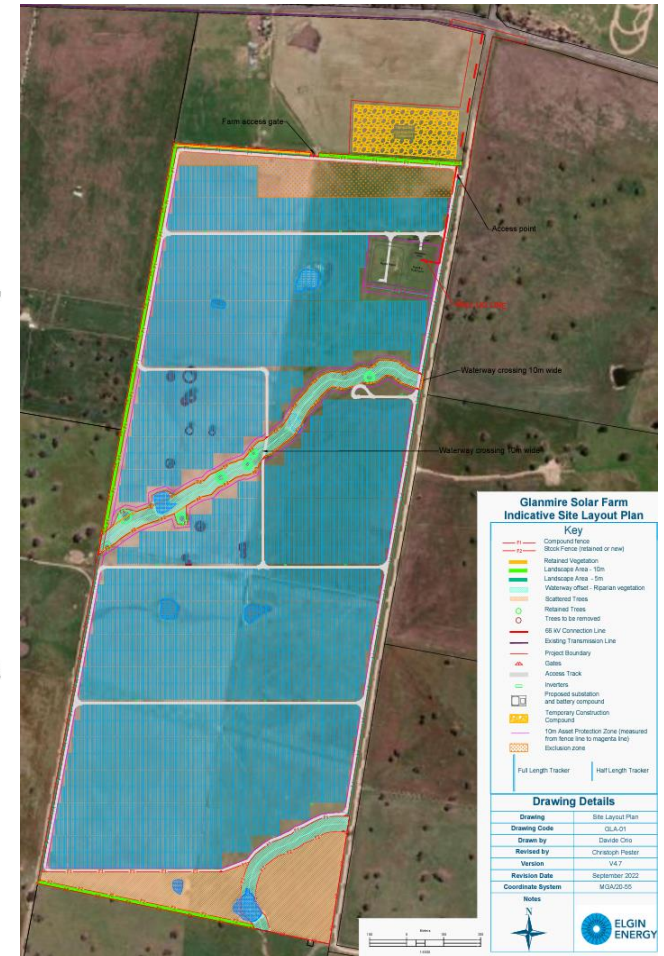 Farm access gate
Access point
Waterway crossing 10m wide
Waterway crossing 10m wide
Glanmire Solar Farm
Indicative Site Layout Plan
Key
F1
Compound fence
F2
Stock Fence (retained or new)
Retained Vegetation
Landscape Area - 10m
Landscape Area - 5m
Waterway offset - Riparian vegetation
Scattered Trees
Retained Trees
Trees to be removed
66 kV Connection Line
Existing Transmission Line
Project Boundary
Gates
Access Track
Inverters
Proposed substation
and battery compound
Temporary Construction
Compound
10m Asset Protection Zone (measured
from fence line to magenta line)
Exclusion zone
Full Length Tracker
Half Length Tracker
Drawing Details
Drawing Site Layout Plan
Drawing Code GLA-01
Drawn by Davide Orio
Revised by Christoph Pester
Version V4.7
Revision Date September 2022
Coordinate System MGA/20-55
Notes
N
ELGIN
ENERGY
Meters